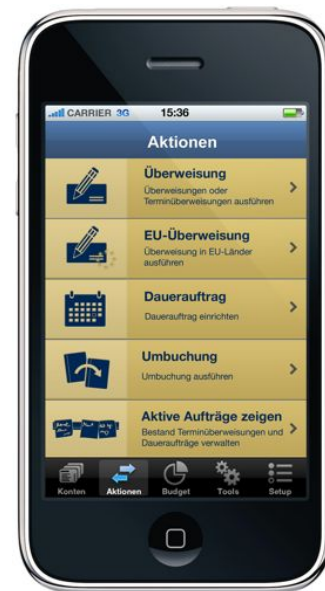 CARRIER 3G 15:36
Aktionen
Überweisung
Überweisungen oder
Terminüberweisungen ausführen
EU-Überweisung
Überweisung in EU-Länder
ausführen
Dauerauftrag
Dauerauftrag einrichten
Umbuchung
Umbuchung ausführen
Aktive Aufträge zeigen
Bestand Terminüberweisungen und
Daueraufträge verwalten
Konten Aktionen Budget Tools Setup